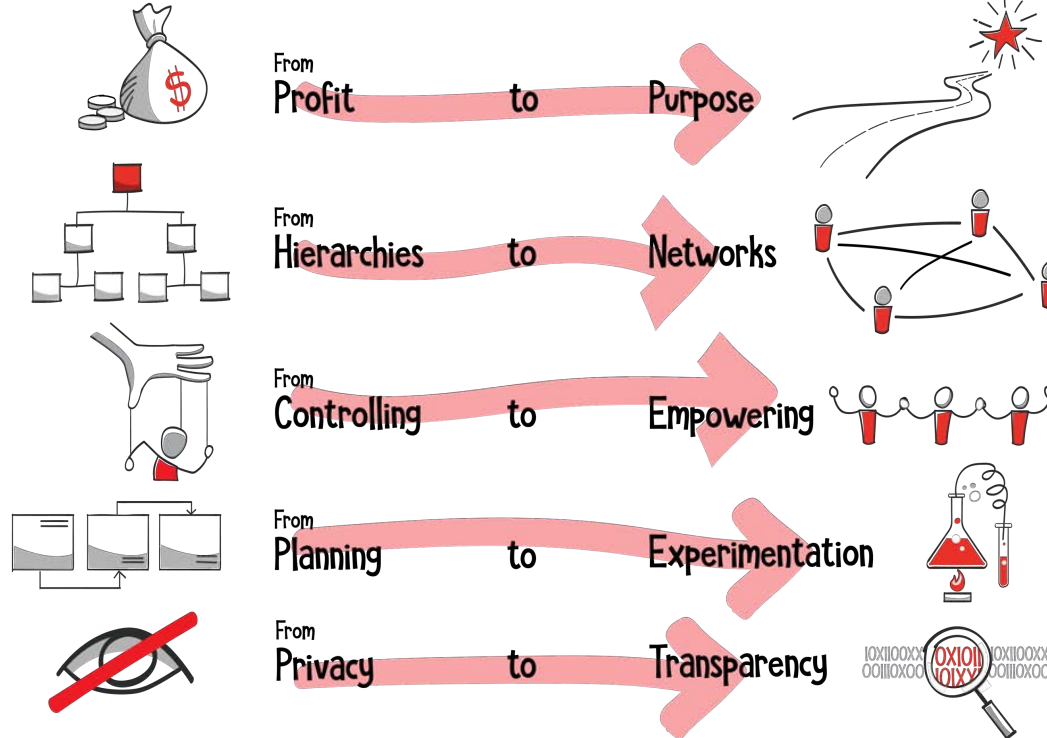 $
From
Profit to Purpose
From
Hierarchies to Networks
From
Controlling to Empowering
From
Planning to Experimentation
From
Privacy to Transparency